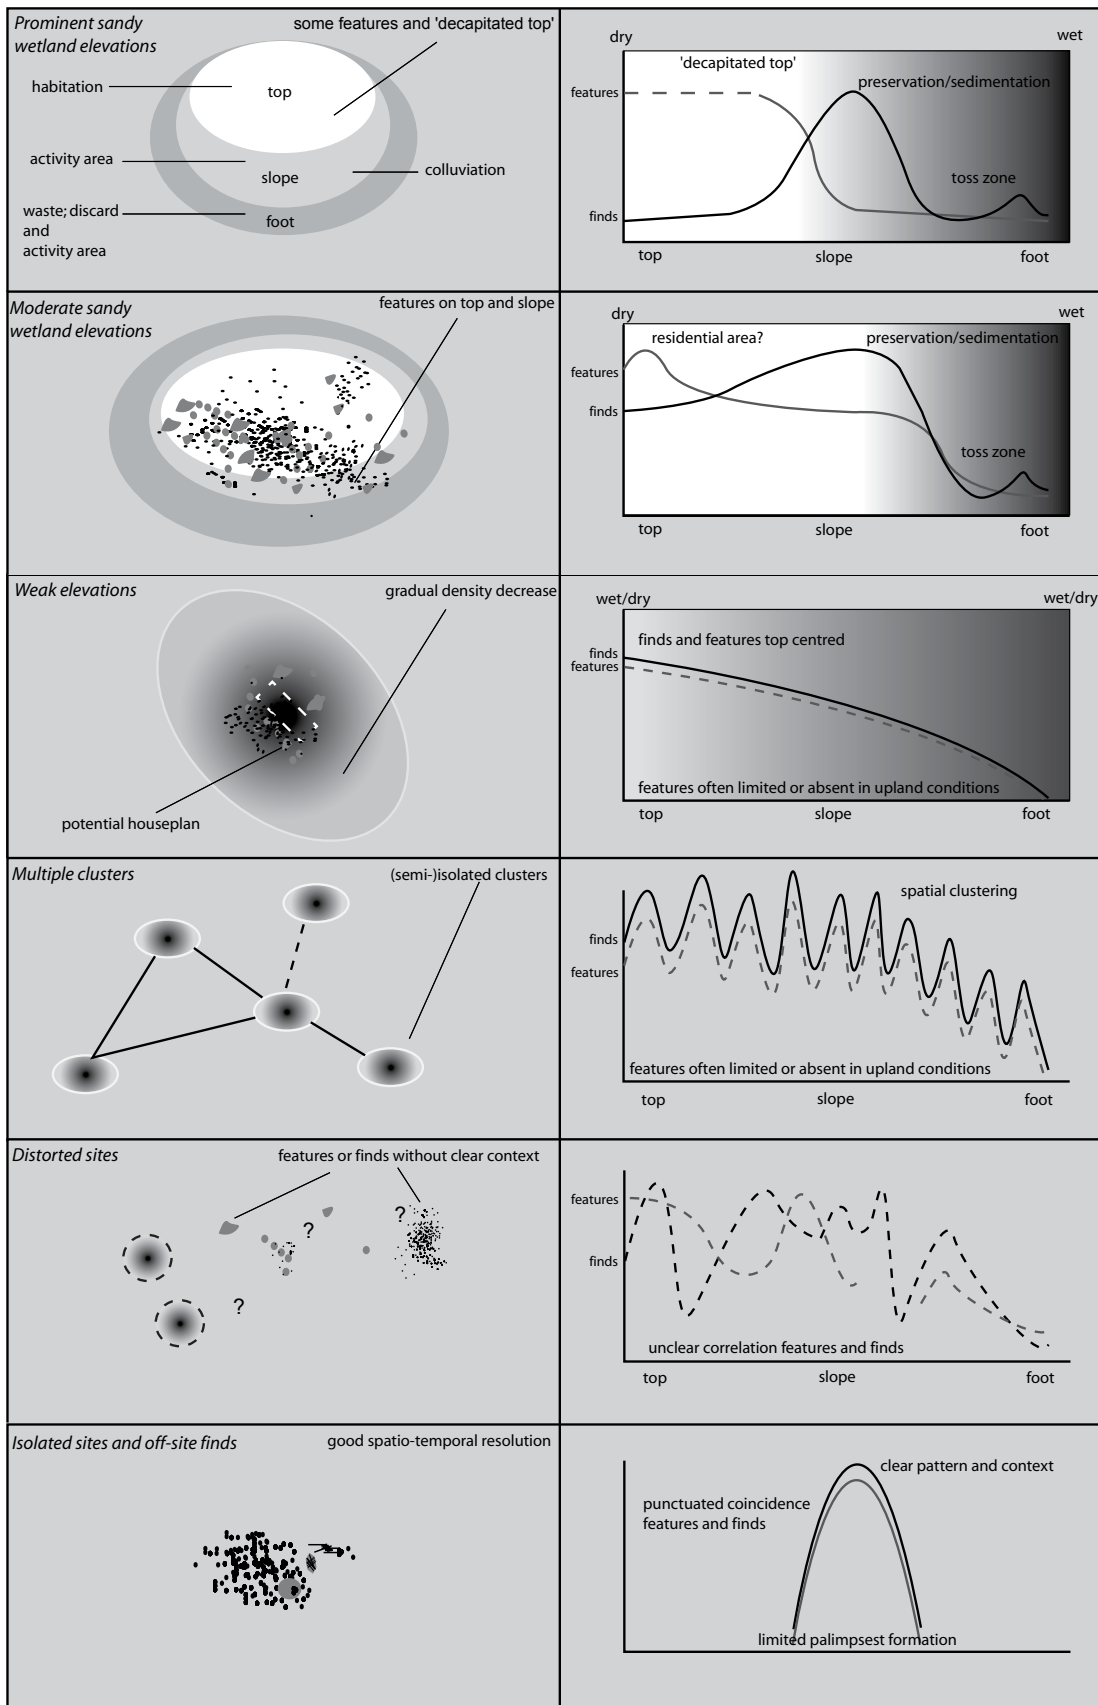 Prominent sandy
wetland elevations
some features and 'decapitated top'
habitation
top
activity area
slope
colluviation
waste; discard
and
activity area
foot
dry
wet
'decapitated top'
preservation/sedimentation
features
toss zone
finds
top
slope
foot
Moderate sandy
wetland elevations
features on top and slope
dry
wet
residential area?
preservation/sedimentation
features
finds
toss zone
top
slope
foot
Weak elevations
gradual density decrease
potential houseplan
wet/dry
wet/dry
finds and features top centred
finds
features
features often limited or absent in upland conditions
top
slope
foot
Multiple clusters
(semi-)isolated clusters
spatial clustering
finds
features
features often limited or absent in upland conditions
top
slope
foot
Distorted sites
features or finds without clear context
?
?
?
features
finds
unclear correlation features and finds
top
slope
foot
Isolated sites and off-site finds
good spatio-temporal resolution
clear pattern and context
punctuated coincidence
features and finds
limited palimpsest formation